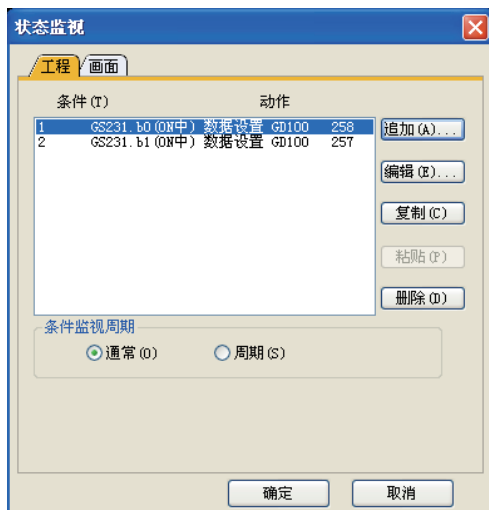 状态监视
工程 画面
条件(T) 动作
1 GS231.b0(ON中) 数据设置 GD100 258
2 GS231.b1(ON中) 数据设置 GD100 257
追加(A)...
编辑(E)...
复制(C)
粘贴(P)
删除(D)
条件监视周期
通常(O) 周期(S)
确定 取消